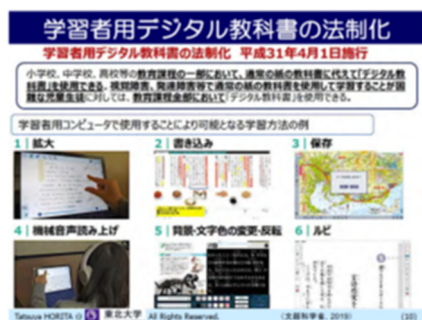 学習者用デジタル教科書の法制化
学習者用デジタル教科書の法制化 平成31年4月1日施行
小学校、中学校、高校等の教育課程の一部において、通常の紙の教科書に代えて「デジタル教
科書」を使用できる。視覚障害、発達障害等で通常の紙の教科書を使用して学習することが困
難な児童生徒に対しては、教育課程全部において「デジタル教科書」を使用できる。
学習者用コンピュータで使用することにより可能となる学習方法の例
1 | 拡大
2 | 書き込み
3 | 保存
4 | 機械音声読み上げ
5 | 背景・文字色の変更・反転
6 | ルビ
Tatsuya HORITA @ 東北大学 All Rights Reserved.
(文部科学省, 2019)
(10)